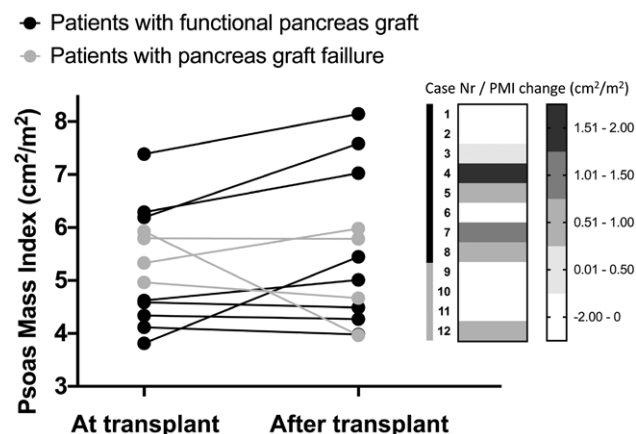 Patients with functional pancreas graft
Patients with pancreas graft faillure
Case Nr / PMI change (cm²/m²)
Psoas Mass Index (cm²/m²)
8
7
6
5
4
3
At transplant
After transplant
1
2
3
4
5
6
7
8
9
10
11
12
1.51 - 2.00
1.01 - 1.50
0.51 - 1.00
0.01 - 0.50
-2.00 - 0